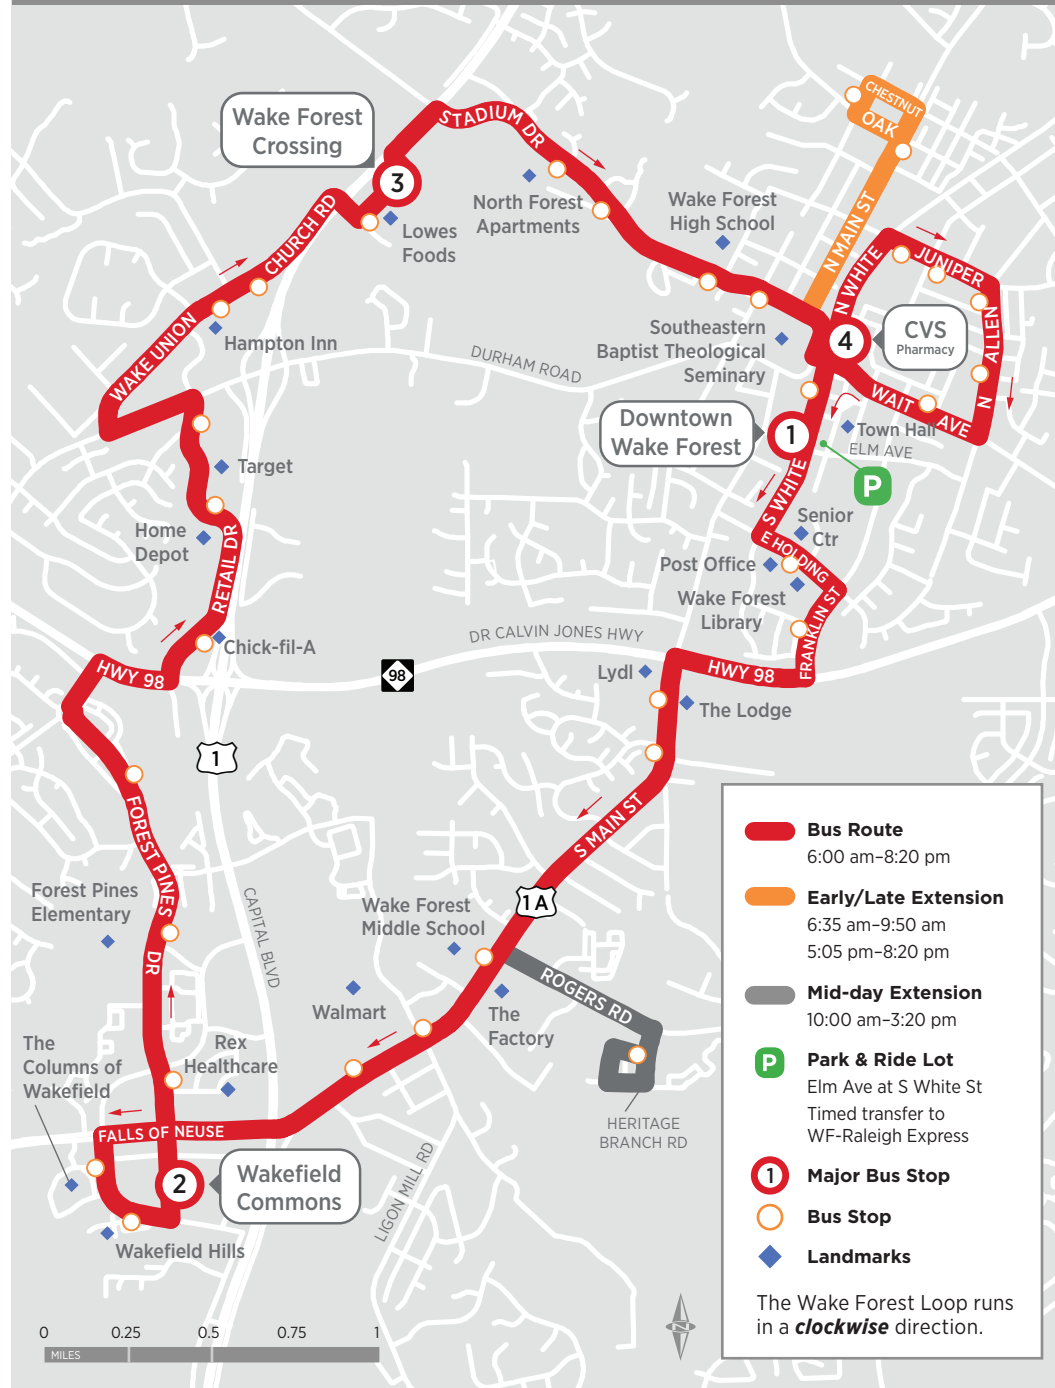 CHESTNUT
OAK
Wake Forest
Crossing
STADIUM DR
3
North Forest
Apartments
Wake Forest
High School
N MAIN ST
CHURCH RD
Lowes
Foods
N WHITE
JUNIPER
N ALLEN
WAKE UNION
Hampton Inn
DURHAM ROAD
Southeastern
Baptist Theological
Seminary
4
CVS
Pharmacy
WAIT AVE
Downtown
Wake Forest
1
Town Hall
ELM AVE
P
Target
Home
Depot
RETAIL DR
S WHITE
Senior
Ctr
E HOLDING
Post Office
Wake Forest
Library
FRANKLIN ST
Chick-fil-A
DR CALVIN JONES HWY
HWY 98
98
Lydl
HWY 98
The Lodge
1
FOREST PINES DR
S MAIN ST
Forest Pines
Elementary
CAPITAL BLVD
1A
Wake Forest
Middle School
ROGERS RD
Walmart
The
Factory
The
Columns of
Wakefield
Rex
Healthcare
HERITAGE
BRANCH RD
FALLS OF NEUSE
2
Wakefield
Commons
LIGON MILL RD
Wakefield Hills
0 0.25 0.5 0.75 1
MILES
N
Bus Route
6:00 am–8:20 pm
Early/Late Extension
6:35 am–9:50 am
5:05 pm–8:20 pm
Mid-day Extension
10:00 am–3:20 pm
P
Park & Ride Lot
Elm Ave at S White St
Timed transfer to
WF-Raleigh Express
1
Major Bus Stop
Bus Stop
Landmarks
The Wake Forest Loop runs
in a clockwise direction.